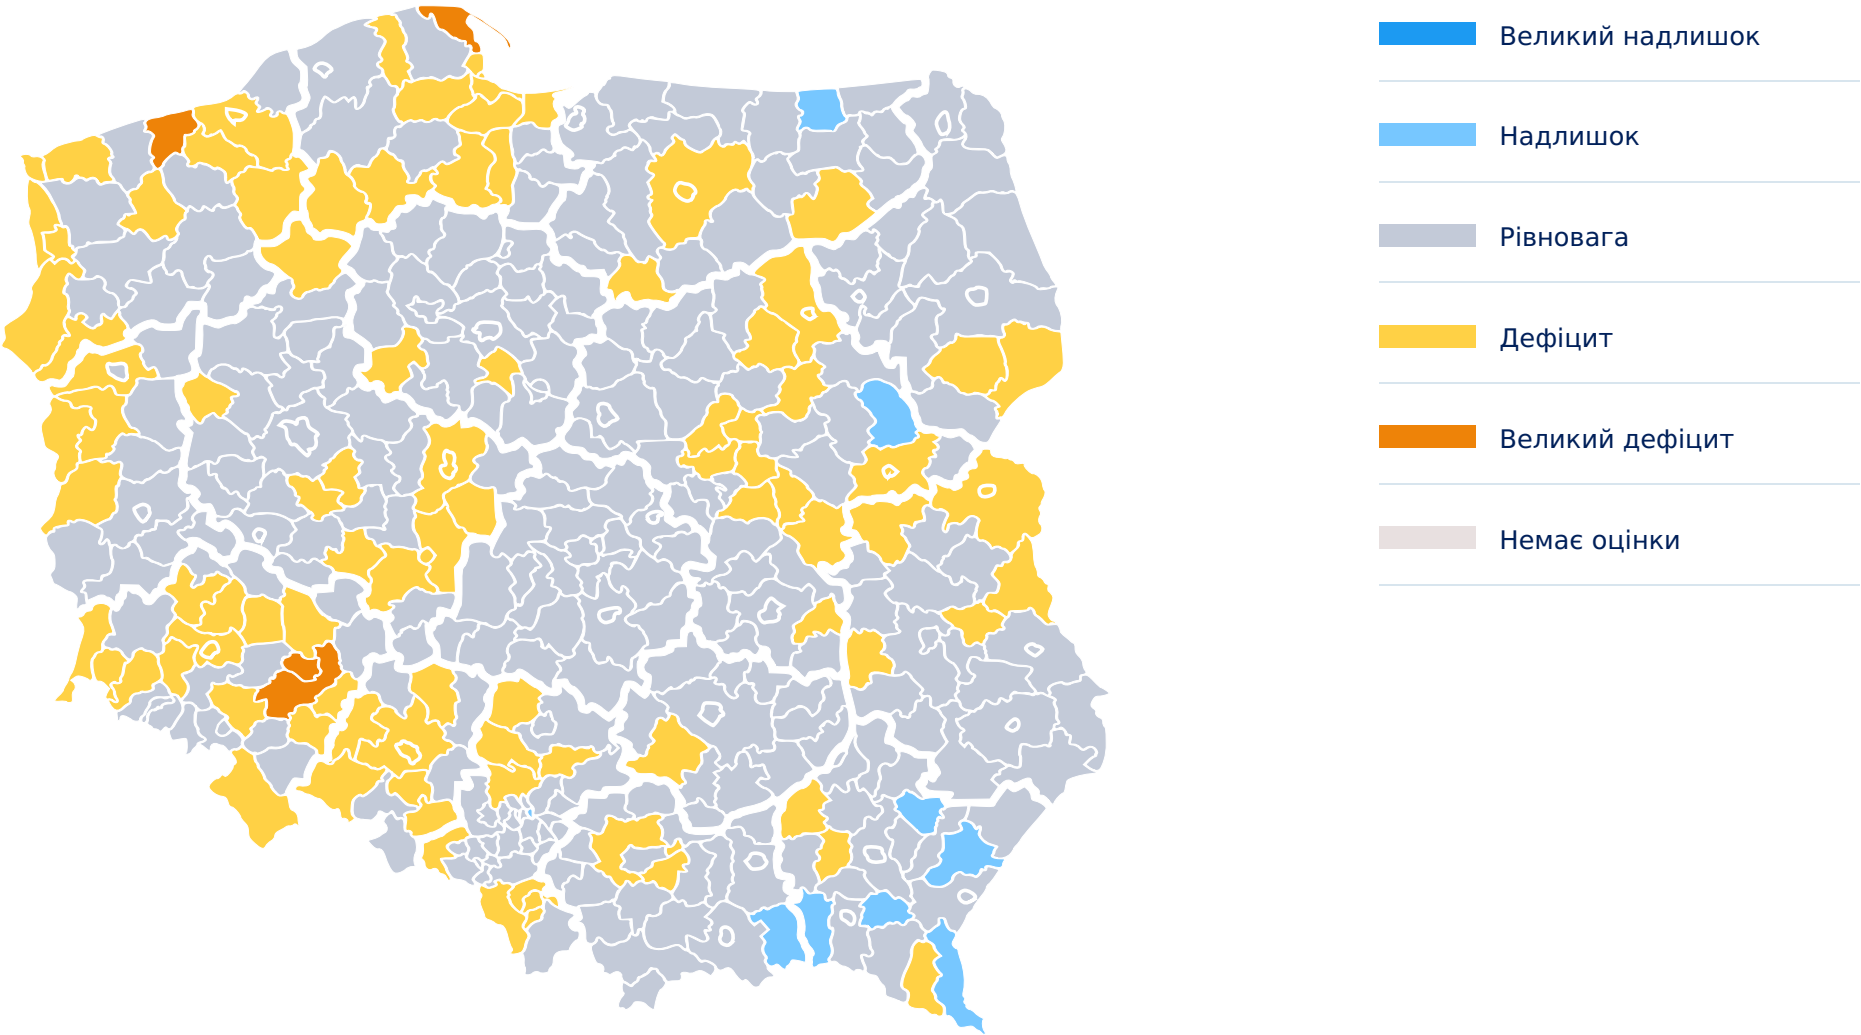 Великий надлишок
Надлишок
Рівновага
Дефіцит
Великий дефіцит
Немає оцінки